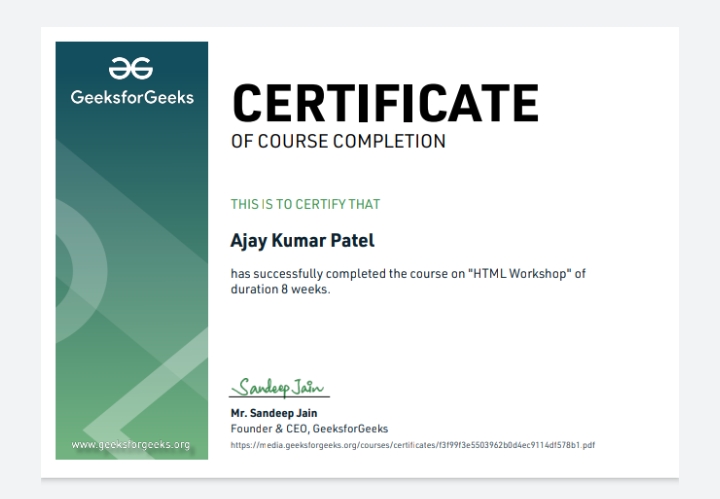 GeeksforGeeks
CERTIFICATE
OF COURSE COMPLETION
THIS IS TO CERTIFY THAT
Ajay Kumar Patel
has successfully completed the course on "HTML Workshop" of
duration 8 weeks.
Sandeep Jain
Mr. Sandeep Jain
Founder & CEO, GeeksforGeeks
www.geeksforgeeks.org
https://media.geeksforgeeks.org/courses/certificates/f3f99f3e5503962b0d4ec9114df578b1.pdf